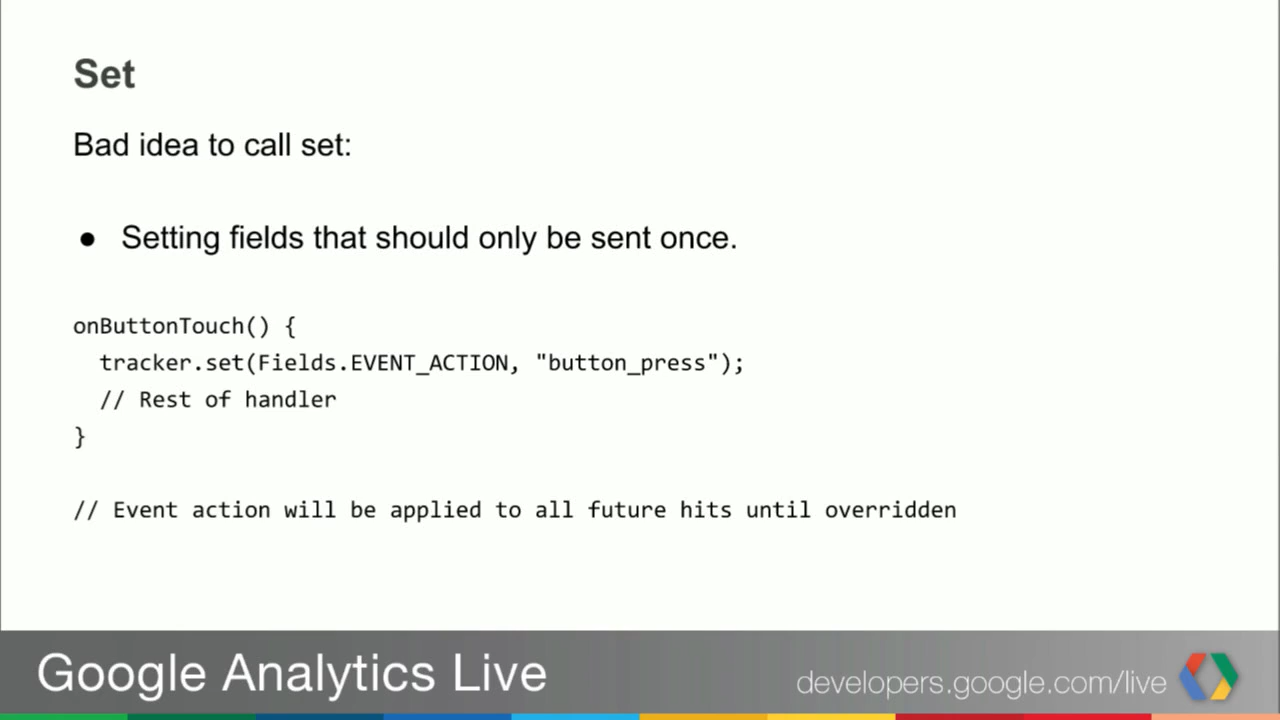 Set
Bad idea to call set:
● Setting fields that should only be sent once.
onButtonTouch() {
  tracker.set(Fields.EVENT_ACTION, "button_press");
  // Rest of handler
}
// Event action will be applied to all future hits until overridden
Google Analytics Live
developers.google.com/live